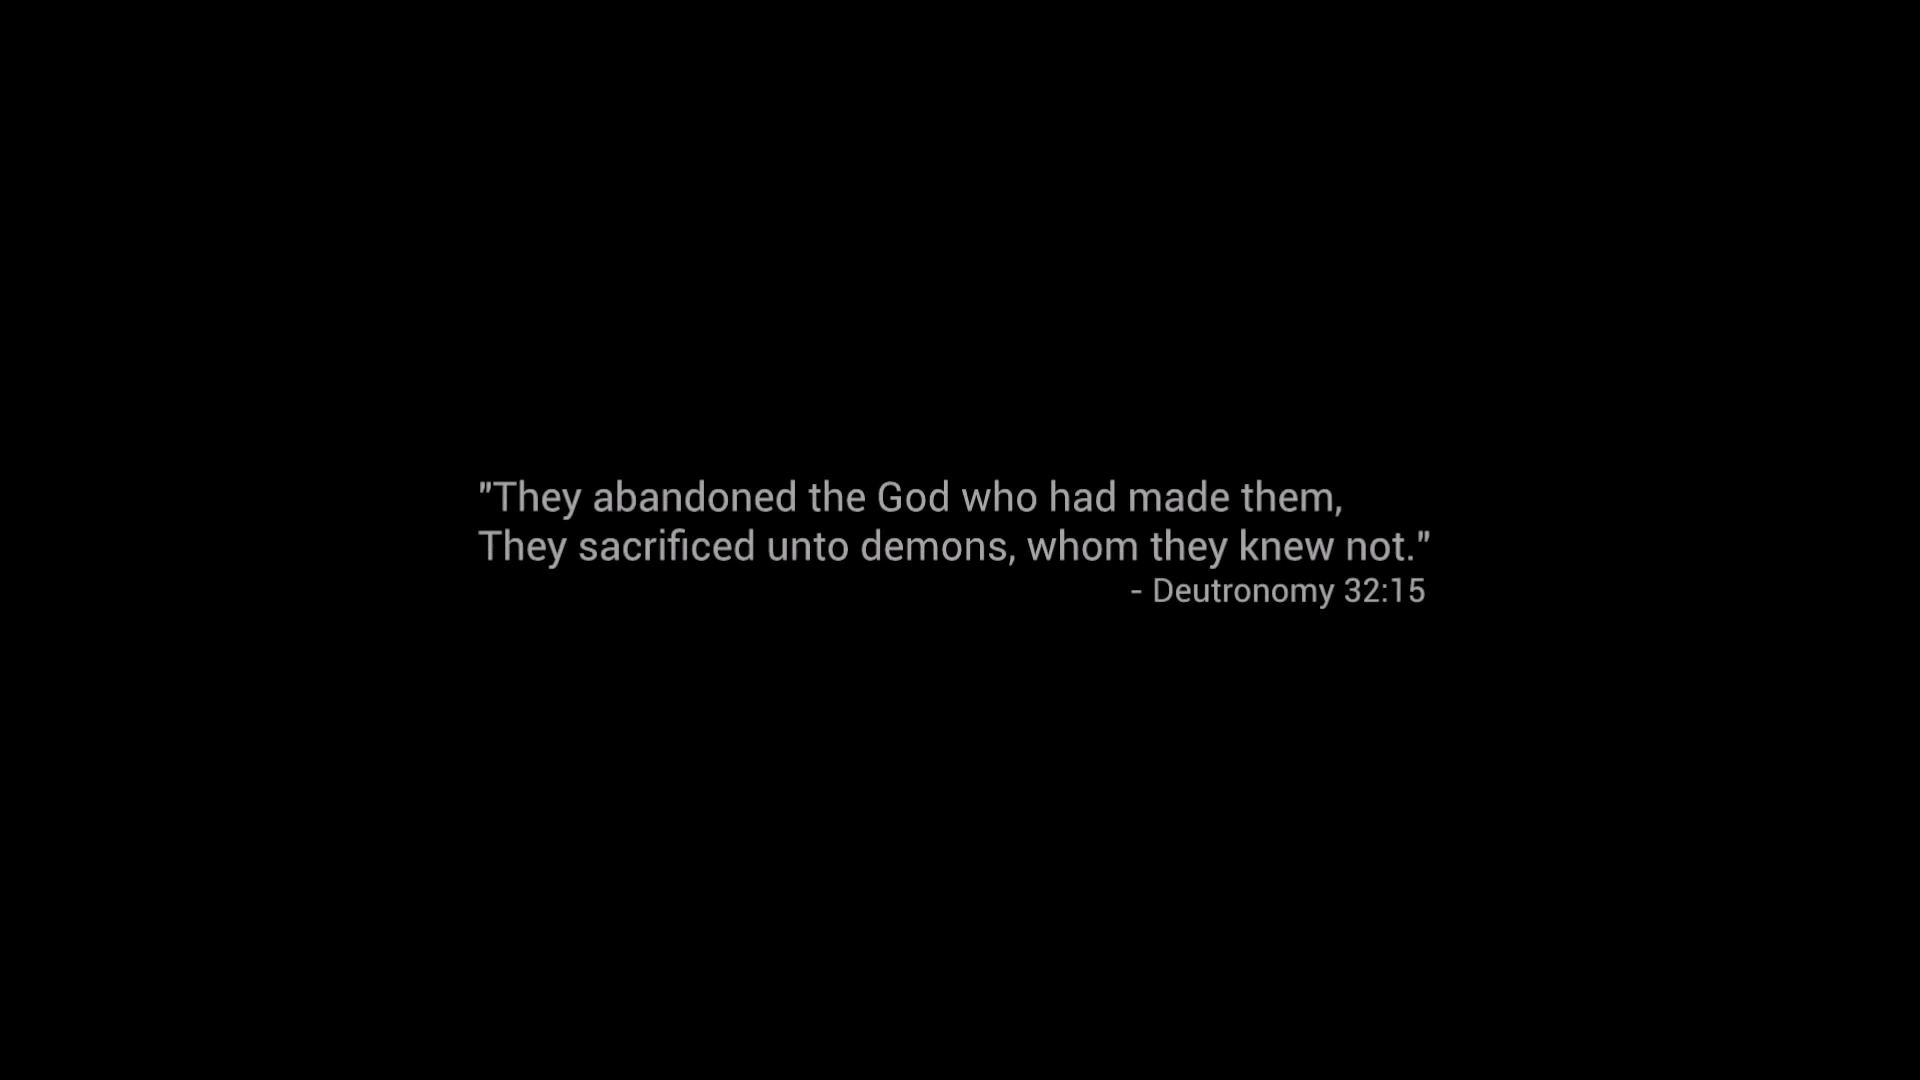 "They abandoned the God who had made them,
They sacrificed unto demons, whom they knew not."
- Deutronomy 32:15